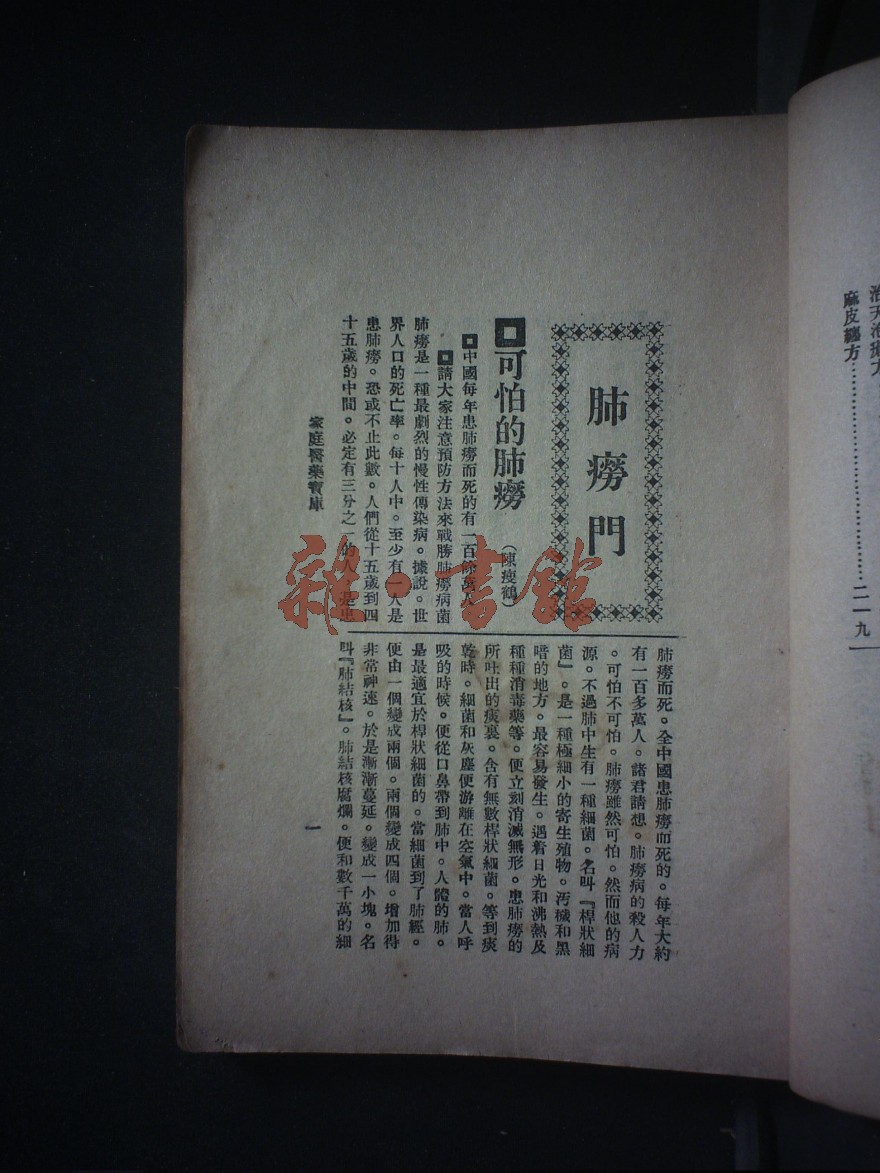 麻皮瘋方……二一九
肺癆門
可怕的肺癆
(陳瘦鶴)
中國每年患肺癆而死的有一百餘萬人
請大家注意預防方法來戰勝肺癆病菌
肺癆是一種最劇烈的慢性傳染病。據說。世
界人口的死亡率。每十人中。至少有一人是
患肺癆。恐或不止此數。人們從十五歲到四
十五歲的中間。必定有三分之一的人。是患
肺癆而死。全中國患肺癆而死的。每年大約
有一百多萬人。諸君請想。肺癆病的殺人力
。可怕不可怕。肺癆雖然可怕。然而他的病
源。不過肺中生有一種細菌。名叫『桿狀細
菌』。是一種極細小的寄生殖物。汚穢和黑
暗的地方。最容易發生。遇着日光和沸熱及
種種消毒藥等。便立刻消滅無形。患肺癆的
所吐出的痰裏。含有無數桿狀細菌。等到痰
乾時。細菌和灰塵便游離在空氣中。當人呼
吸的時候。便從口鼻帶到肺中。人體的肺。
是最適宜於桿狀細菌的。當細菌到了肺經。
便由一個變成兩個。兩個變成四個。增加得
非常神速。於是漸漸蔓延。變成一小塊。名
叫『肺結核』。肺結核腐爛。便和數千萬的細
家庭醫藥寶庫
一
雜·書館